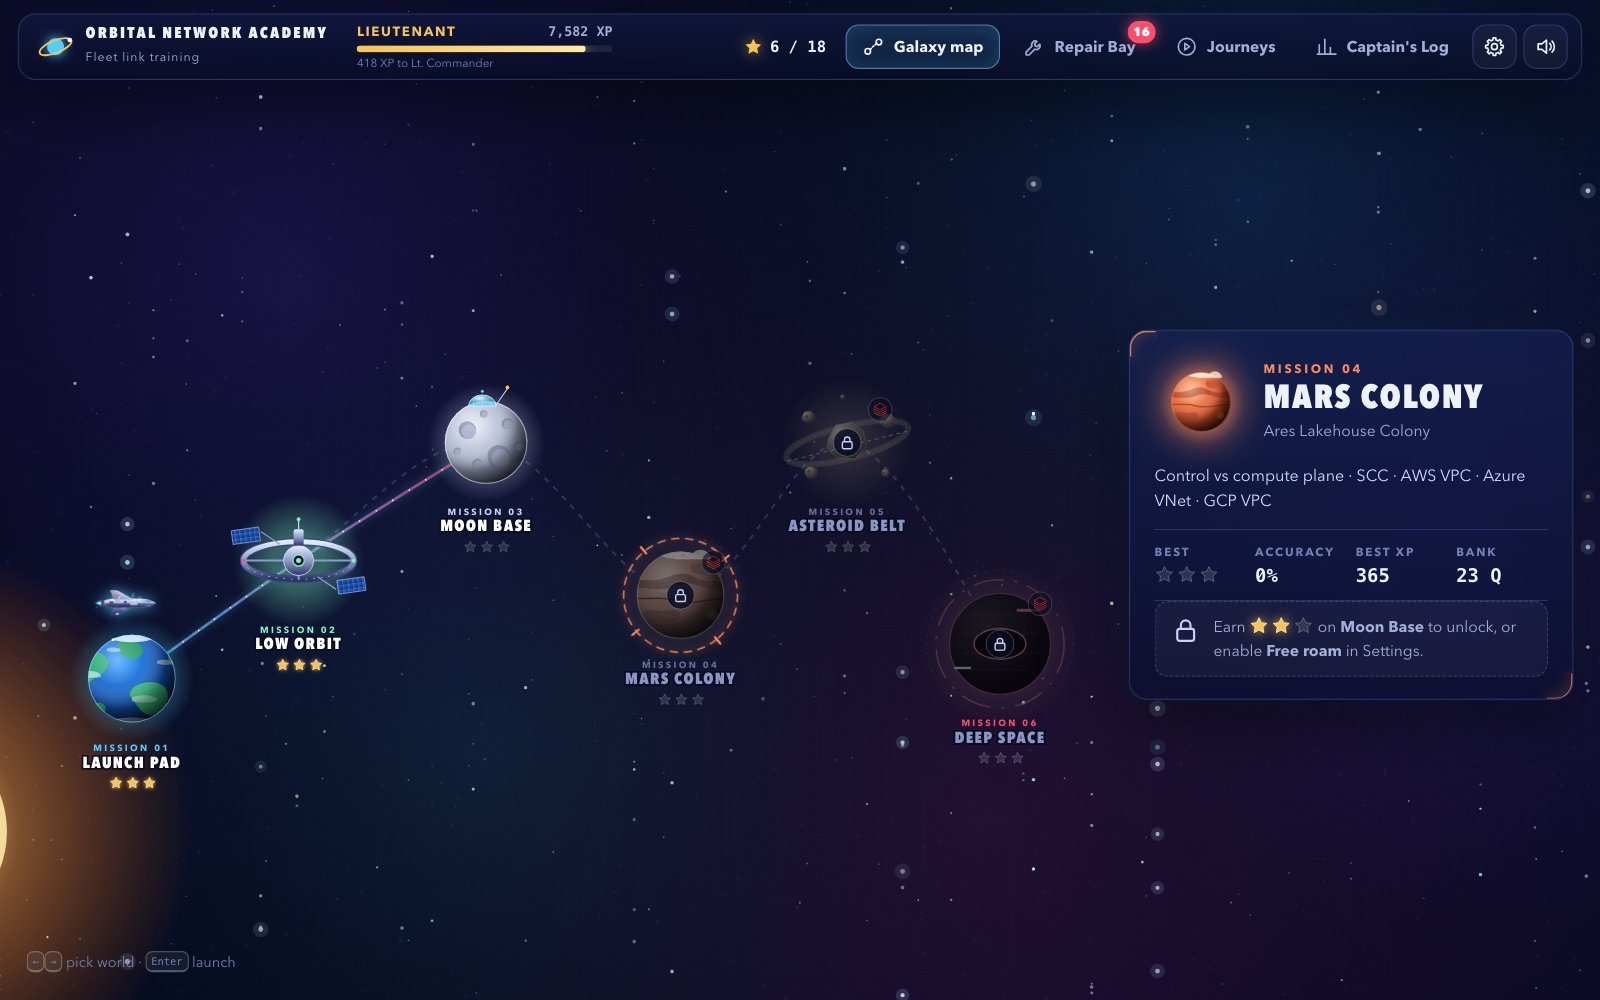 ORBITAL NETWORK ACADEMY
Fleet link training
LIEUTENANT 7,582 XP
418 XP to Lt. Commander
6 / 18
Galaxy map
Repair Bay
16
Journeys
Captain's Log
MISSION 03
MOON BASE
MISSION 05
ASTEROID BELT
MISSION 02
LOW ORBIT
MISSION 04
MARS COLONY
MISSION 06
DEEP SPACE
MISSION 01
LAUNCH PAD
MISSION 04
MARS COLONY
Ares Lakehouse Colony
Control vs compute plane · SCC · AWS VPC · Azure
VNet · GCP VPC
BEST ACCURACY BEST XP BANK
0% 365 23 Q
Earn on Moon Base to unlock, or
enable Free roam in Settings.
← → pick world · Enter launch